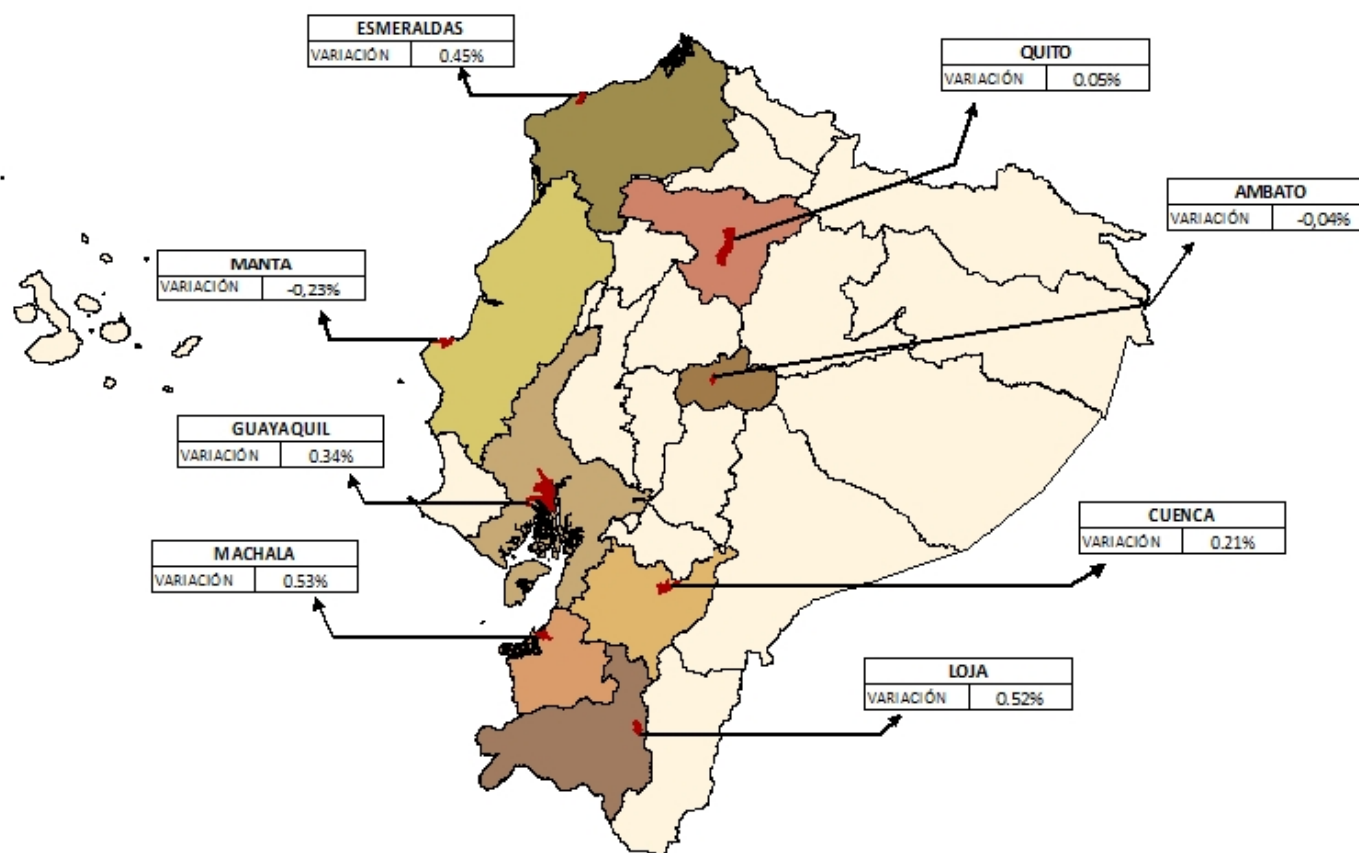 ESMERALDAS
VARIACIÓN 0.45%
QUITO
VARIACIÓN 0.05%
AMBATO
VARIACIÓN -0,04%
MANTA
VARIACIÓN -0,23%
GUAYAQUIL
VARIACIÓN 0.34%
CUENCA
VARIACIÓN 0.21%
MACHALA
VARIACIÓN 0.53%
LOJA
VARIACIÓN 0.52%